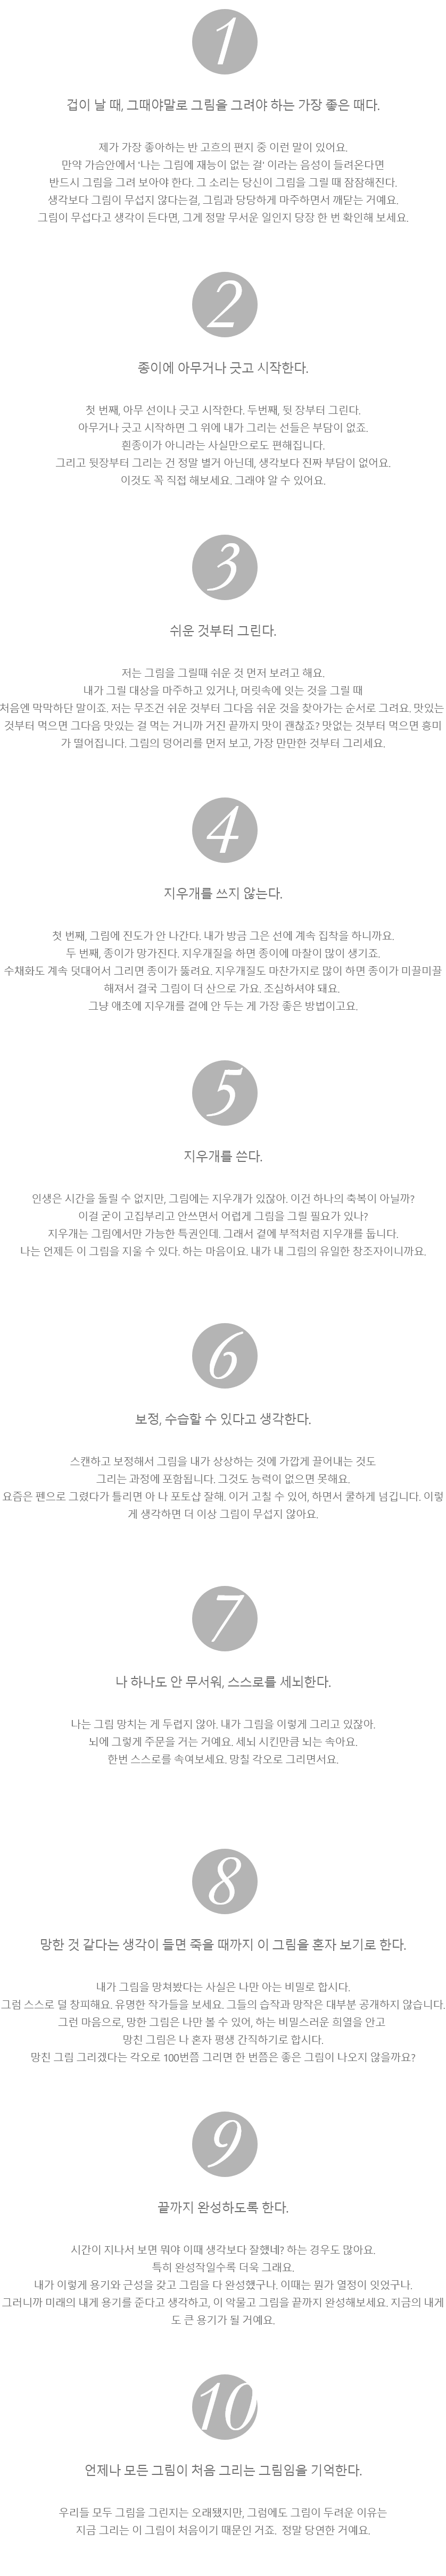 1
겁이 날 때, 그때야말로 그림을 그려야 하는 가장 좋은 때다.
제가 가장 좋아하는 반 고흐의 편지 중 이런 말이 있어요.
만약 가슴안에서 '나는 그림에 재능이 없는 걸' 이라는 음성이 들려온다면
반드시 그림을 그려 보아야 한다. 그 소리는 당신이 그림을 그릴 때 잠잠해진다.
생각보다 그림이 무섭지 않다는걸, 그림과 당당하게 마주하면서 깨닫는 거예요.
그림이 무섭다고 생각이 든다면, 그게 정말 무서운 일인지 당장 한 번 확인해 보세요.
2
종이에 아무거나 긋고 시작한다.
첫 번째, 아무 선이나 긋고 시작한다. 두번째, 뒷 장부터 그린다.
아무거나 긋고 시작하면 그 위에 내가 그리는 선들은 부담이 없죠.
흰종이가 아니라는 사실만으로도 편해집니다.
그리고 뒷장부터 그리는 건 정말 별거 아닌데, 생각보다 진짜 부담이 없어요.
이것도 꼭 직접 해보세요. 그래야 알 수 있어요.
3
쉬운 것부터 그린다.
저는 그림을 그릴때 쉬운 것 먼저 보려고 해요.
내가 그릴 대상을 마주하고 있거나, 머릿속에 잇는 것을 그릴 때
처음엔 막막하단 말이죠. 저는 무조건 쉬운 것부터 그다음 쉬운 것을 찾아가는 순서로 그려요. 맛있는
것부터 먹으면 그다음 맛있는 걸 먹는 거니까 거진 끝까지 맛이 괜찮죠? 맛없는 것부터 먹으면 흥미
가 떨어집니다. 그림의 덩어리를 먼저 보고, 가장 만만한 것부터 그리세요.
4
지우개를 쓰지 않는다.
첫 번째, 그림에 진도가 안 나간다. 내가 방금 그은 선에 계속 집착을 하니까요.
두 번째, 종이가 망가진다. 지우개질을 하면 종이에 마찰이 많이 생기죠.
수채화도 계속 덧대어서 그리면 종이가 뚫려요. 지우개질도 마찬가지로 많이 하면 종이가 미끌미끌
해져서 결국 그림이 더 산으로 가요. 조심하셔야 돼요.
그냥 애초에 지우개를 곁에 안 두는 게 가장 좋은 방법이고요.
5
지우개를 쓴다.
인생은 시간을 돌릴 수 없지만, 그림에는 지우개가 있잖아. 이건 하나의 축복이 아닐까?
이걸 굳이 고집부리고 안쓰면서 어렵게 그림을 그릴 필요가 있나?
지우개는 그림에서만 가능한 특권인데. 그래서 곁에 부적처럼 지우개를 둡니다.
나는 언제든 이 그림을 지울 수 있다. 하는 마음이요. 내가 내 그림의 유일한 창조자이니까요.
6
보정, 수습할 수 있다고 생각한다.
스캔하고 보정해서 그림을 내가 상상하는 것에 가깝게 끌어내는 것도
그리는 과정에 포함됩니다. 그것도 능력이 없으면 못해요.
요즘은 펜으로 그렸다가 틀리면 아 나 포토샵 잘해. 이거 고칠 수 있어, 하면서 쿨하게 넘깁니다. 이렇
게 생각하면 더 이상 그림이 무섭지 않아요.
7
나 하나도 안 무서워, 스스로를 세뇌한다.
나는 그림 망치는 게 두렵지 않아. 내가 그림을 이렇게 그리고 있잖아.
뇌에 그렇게 주문을 거는 거예요. 세뇌 시킨만큼 뇌는 속아요.
한번 스스로를 속여보세요. 망칠 각오로 그리면서요.
8
망한 것 같다는 생각이 들면 죽을 때까지 이 그림을 혼자 보기로 한다.
내가 그림을 망쳐봤다는 사실은 나만 아는 비밀로 합시다.
그럼 스스로 덜 창피해요. 유명한 작가들을 보세요. 그들의 습작과 망작은 대부분 공개하지 않습니다.
그런 마음으로, 망한 그림은 나만 볼 수 있어, 하는 비밀스러운 희열을 안고
망친 그림은 나 혼자 평생 간직하기로 합시다.
망친 그림 그리겠다는 각오로 100번쯤 그리면 한 번쯤은 좋은 그림이 나오지 않을까요?
9
끝까지 완성하도록 한다.
시간이 지나서 보면 뭐야 이때 생각보다 잘했네? 하는 경우도 많아요.
특히 완성작일수록 더욱 그래요.
내가 이렇게 용기와 근성을 갖고 그림을 다 완성했구나. 이때는 뭔가 열정이 잇었구나.
그러니까 미래의 내게 용기를 준다고 생각하고, 이 악물고 그림을 끝까지 완성해보세요. 지금의 내게
도 큰 용기가 될 거예요.
10
언제나 모든 그림이 처음 그리는 그림임을 기억한다.
우리들 모두 그림을 그린지는 오래됐지만, 그럼에도 그림이 두려운 이유는
지금 그리는 이 그림이 처음이기 때문인 거죠. 정말 당연한 거예요.